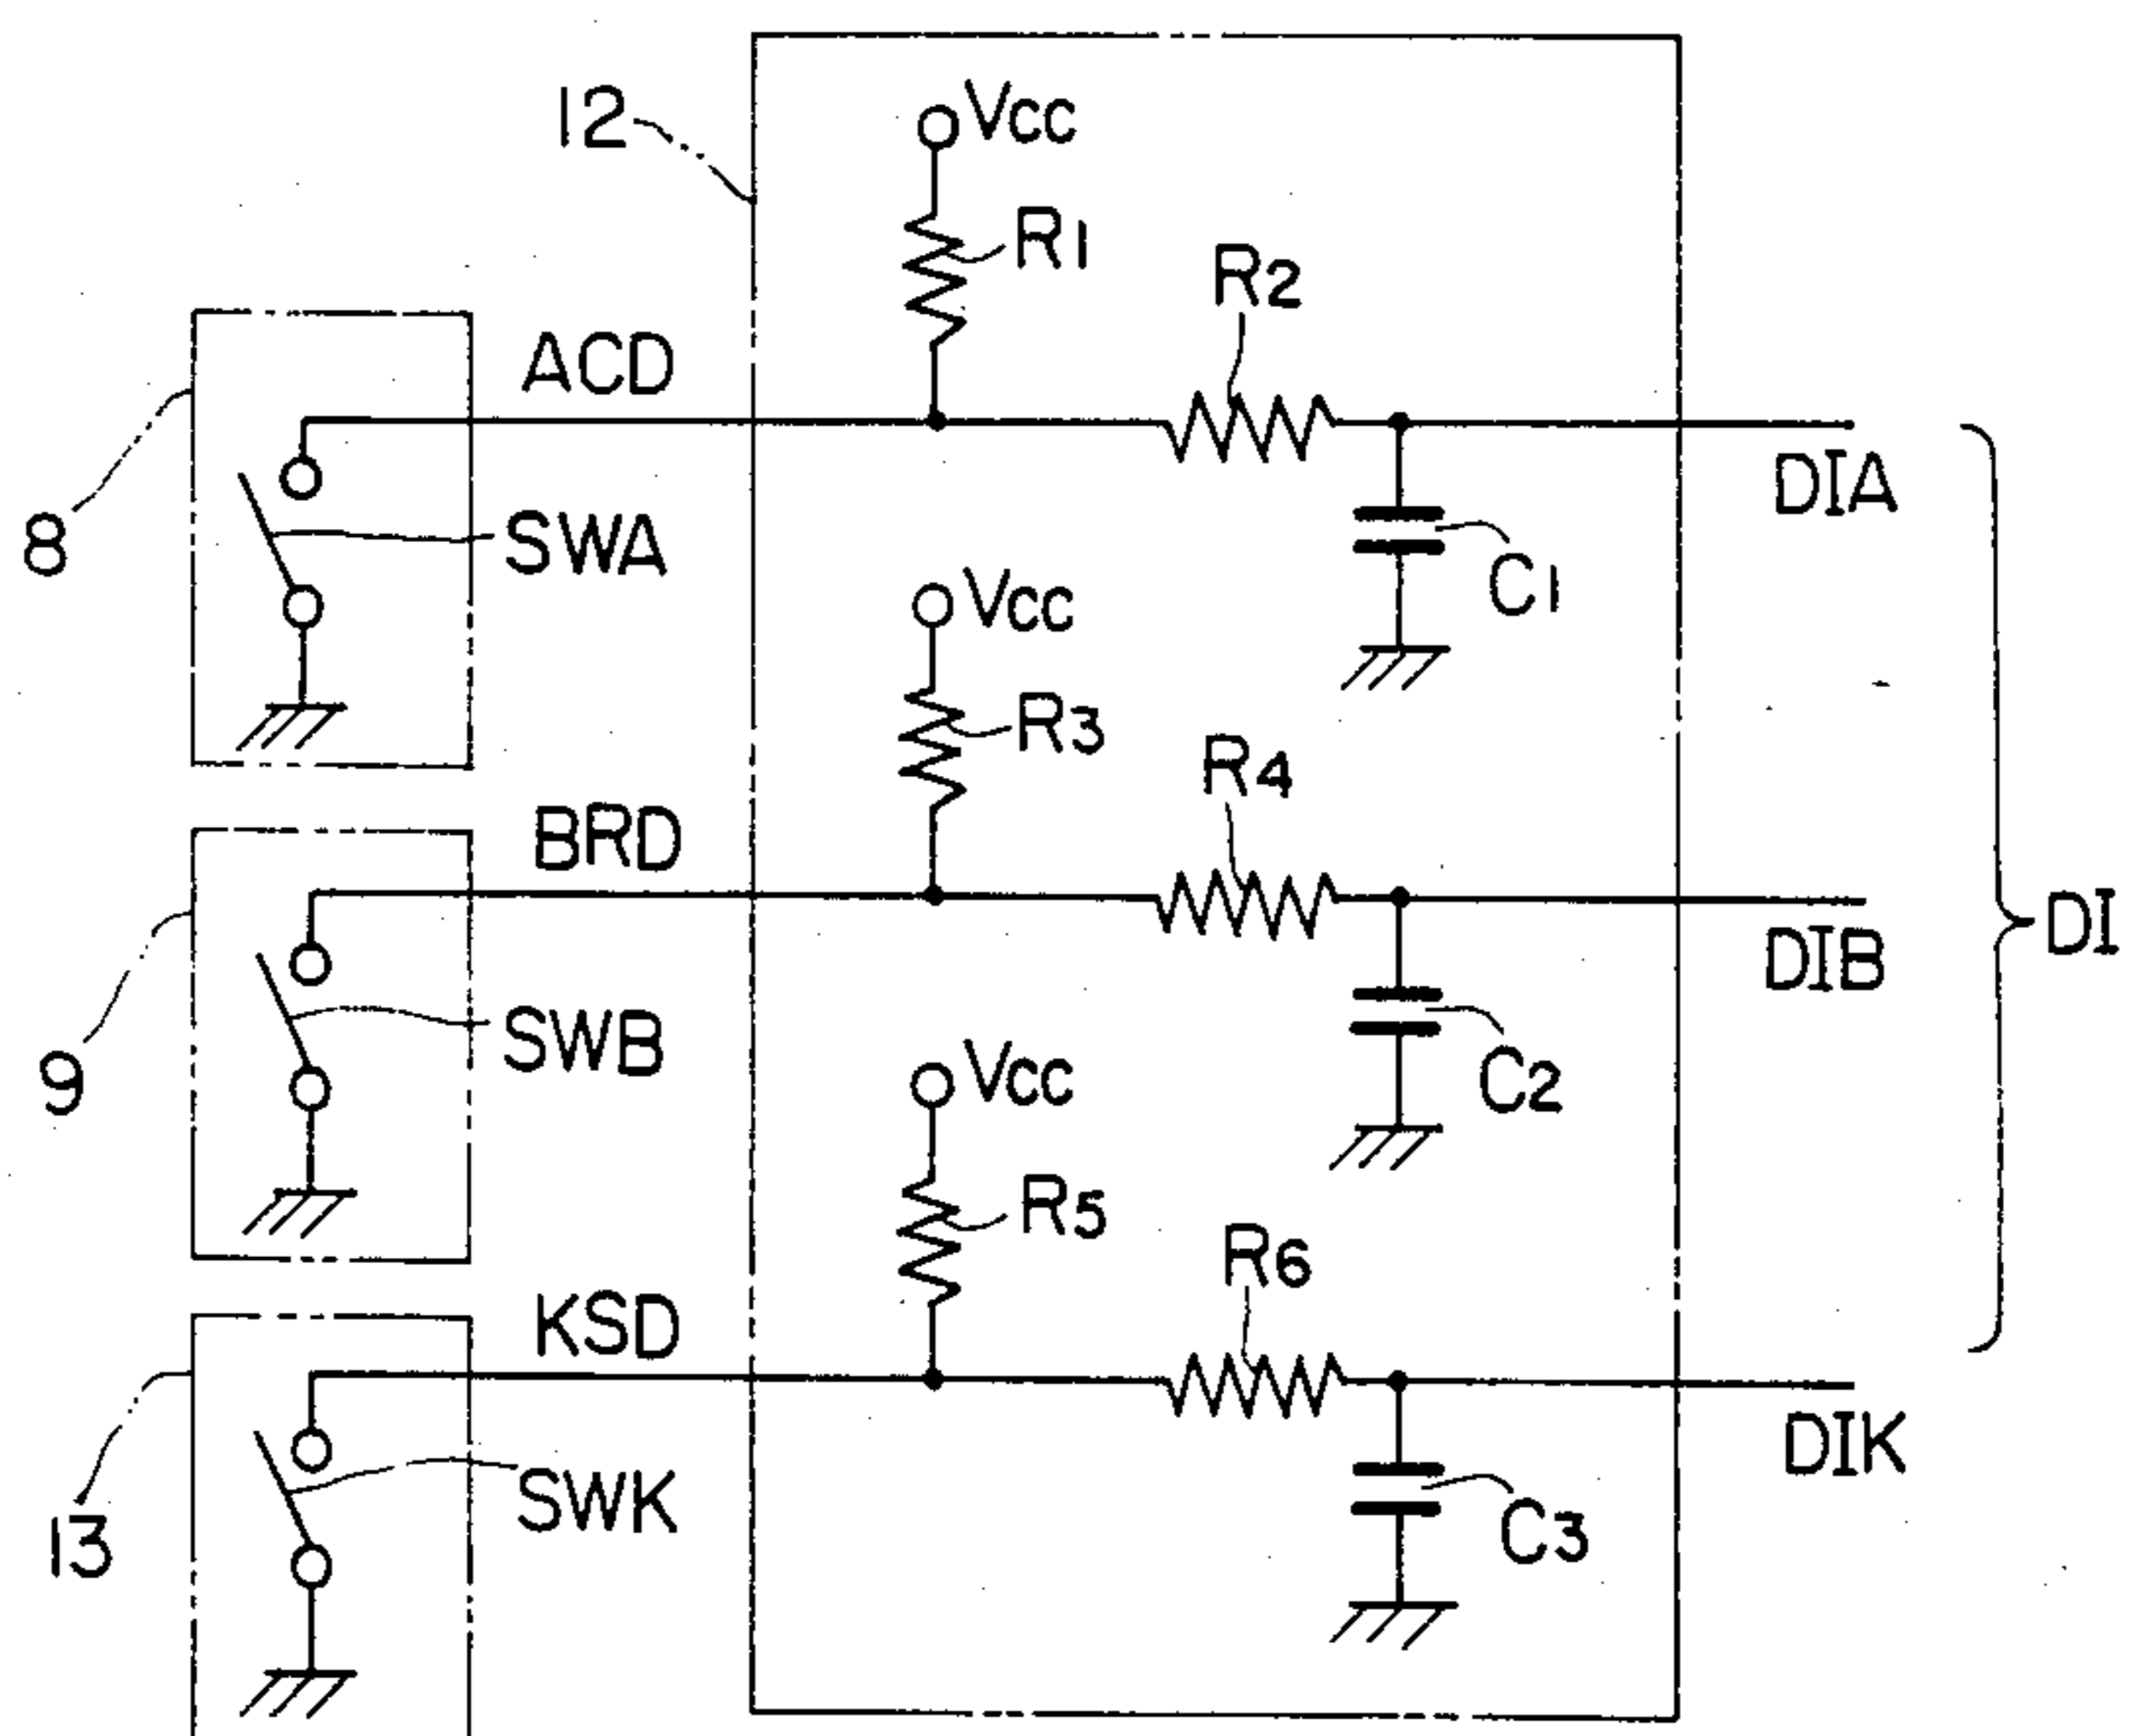 12
Vcc
R1
R2
ACD
DIA
8
SWA
C1
Vcc
R3
R4
BRD
DI
DIB
9
SWB
C2
Vcc
R5
R6
KSD
DIK
13
SWK
C3